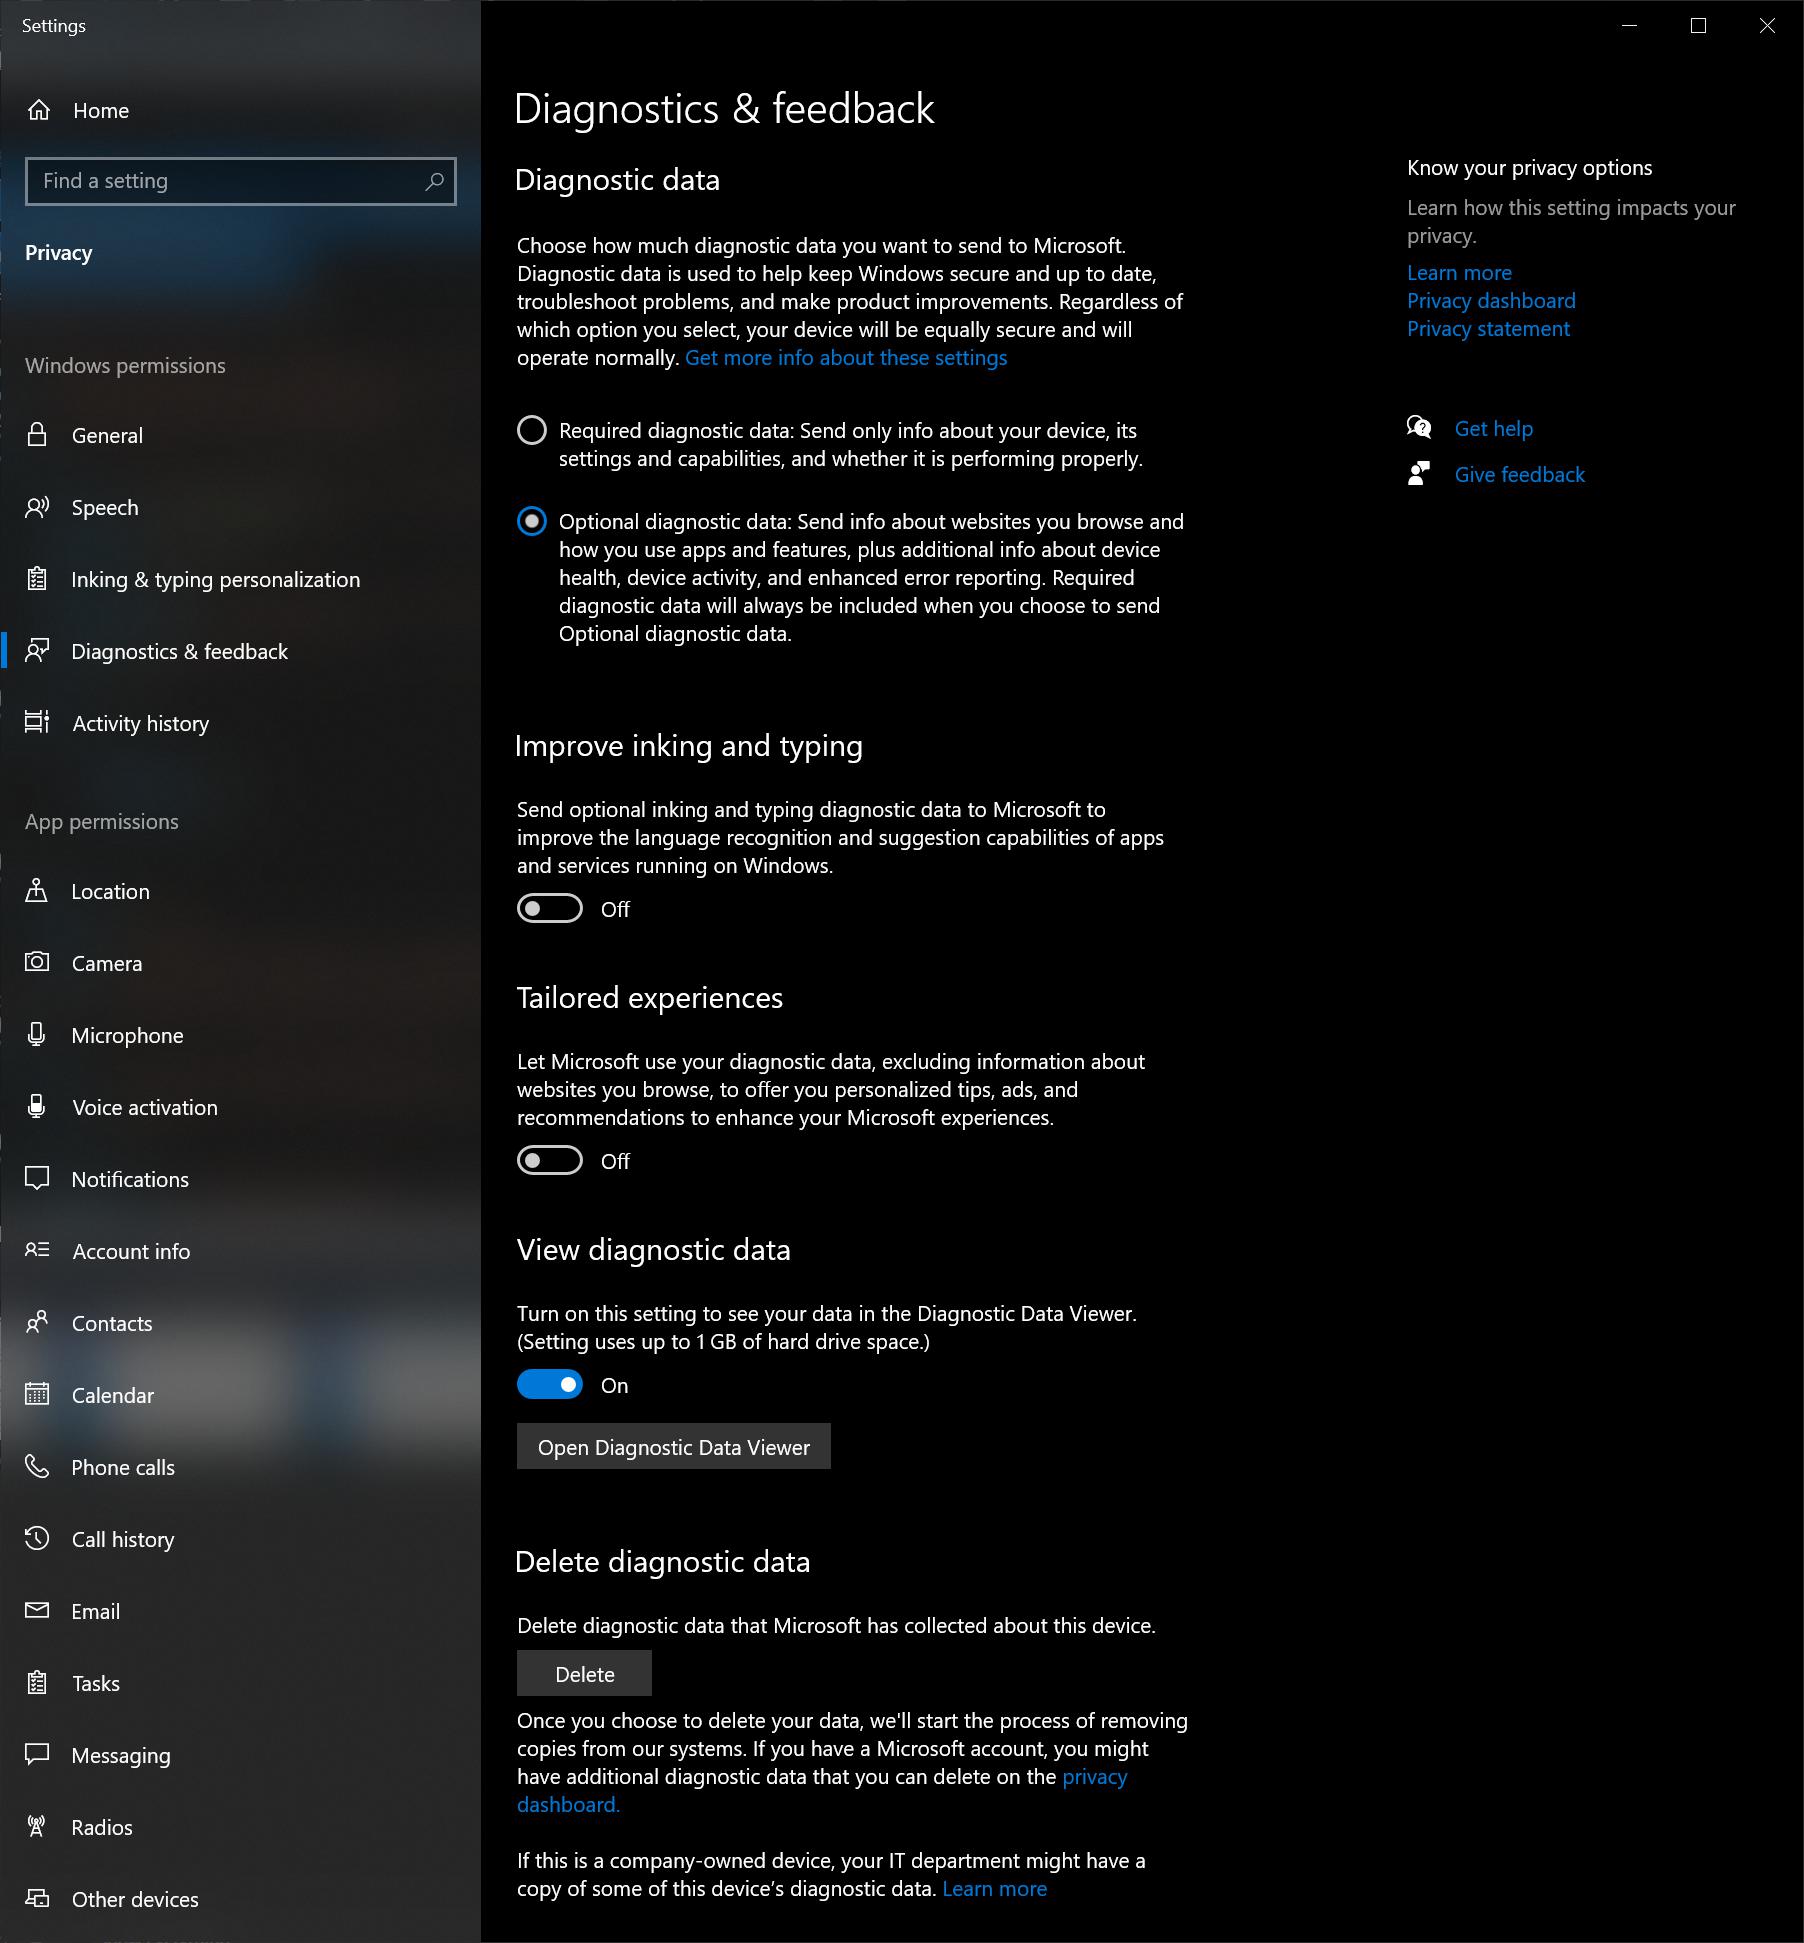 Settings
Home
Find a setting
Privacy
Windows permissions
General
Speech
Inking & typing personalization
Diagnostics & feedback
Activity history
App permissions
Location
Camera
Microphone
Voice activation
Notifications
Account info
Contacts
Calendar
Phone calls
Call history
Email
Tasks
Messaging
Radios
Other devices
Diagnostics & feedback
Diagnostic data
Choose how much diagnostic data you want to send to Microsoft.
Diagnostic data is used to help keep Windows secure and up to date,
troubleshoot problems, and make product improvements. Regardless of
which option you select, your device will be equally secure and will
operate normally. Get more info about these settings
Required diagnostic data: Send only info about your device, its
settings and capabilities, and whether it is performing properly.
Optional diagnostic data: Send info about websites you browse and
how you use apps and features, plus additional info about device
health, device activity, and enhanced error reporting. Required
diagnostic data will always be included when you choose to send
Optional diagnostic data.
Improve inking and typing
Send optional inking and typing diagnostic data to Microsoft to
improve the language recognition and suggestion capabilities of apps
and services running on Windows.
Off
Tailored experiences
Let Microsoft use your diagnostic data, excluding information about
websites you browse, to offer you personalized tips, ads, and
recommendations to enhance your Microsoft experiences.
Off
View diagnostic data
Turn on this setting to see your data in the Diagnostic Data Viewer.
(Setting uses up to 1 GB of hard drive space.)
On
Open Diagnostic Data Viewer
Delete diagnostic data
Delete diagnostic data that Microsoft has collected about this device.
Delete
Once you choose to delete your data, we'll start the process of removing
copies from our systems. If you have a Microsoft account, you might
have additional diagnostic data that you can delete on the privacy
dashboard.
If this is a company-owned device, your IT department might have a
copy of some of this device’s diagnostic data. Learn more
Know your privacy options
Learn how this setting impacts your
privacy.
Learn more
Privacy dashboard
Privacy statement
Get help
Give feedback